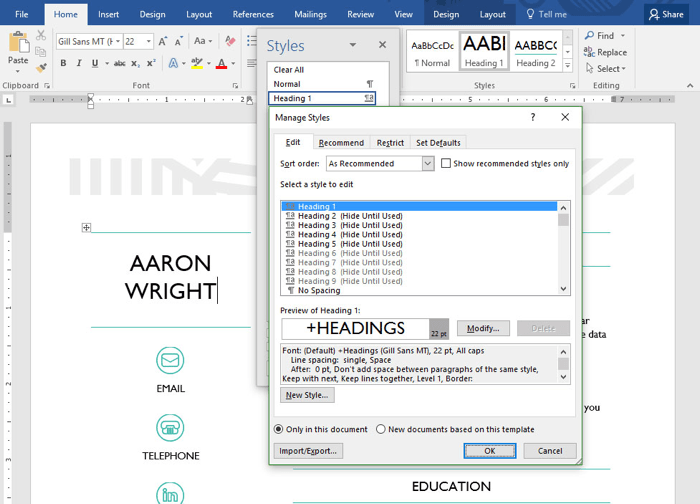 File Home Insert Design Layout References Mailings Review View Design Layout Tell me Share
Paste
Gill Sans MT (H 22
B I U
Clipboard
Styles
Clear All
Normal ¶
Heading 1 ¶a
AaBbCcDc AABI AABBCC
¶ Normal Heading 1 Heading 2
Styles
Find
Replace
Select
Editing
Manage Styles ?
Edit Recommend Restrict Set Defaults
Sort order: As Recommended Show recommended styles only
Select a style to edit
Heading 1
¶a Heading 2 (Hide Until Used)
¶a Heading 3 (Hide Until Used)
¶a Heading 4 (Hide Until Used)
¶a Heading 5 (Hide Until Used)
¶a Heading 6 (Hide Until Used)
¶a Heading 7 (Hide Until Used)
¶a Heading 8 (Hide Until Used)
¶a Heading 9 (Hide Until Used)
¶ No Spacing
Preview of Heading 1:
+HEADINGS 22 pt
Modify... Delete
Font: (Default) +Headings (Gill Sans MT), 22 pt, All caps
Line spacing: single, Space
After: 0 pt, Don't add space between paragraphs of the same style,
Keep with next, Keep lines together, Level 1, Border:
New Style...
Only in this document New documents based on this template
Import/Export... OK Cancel
AARON
WRIGHT
EMAIL
TELEPHONE
in
ar
e data
you
EDUCATION